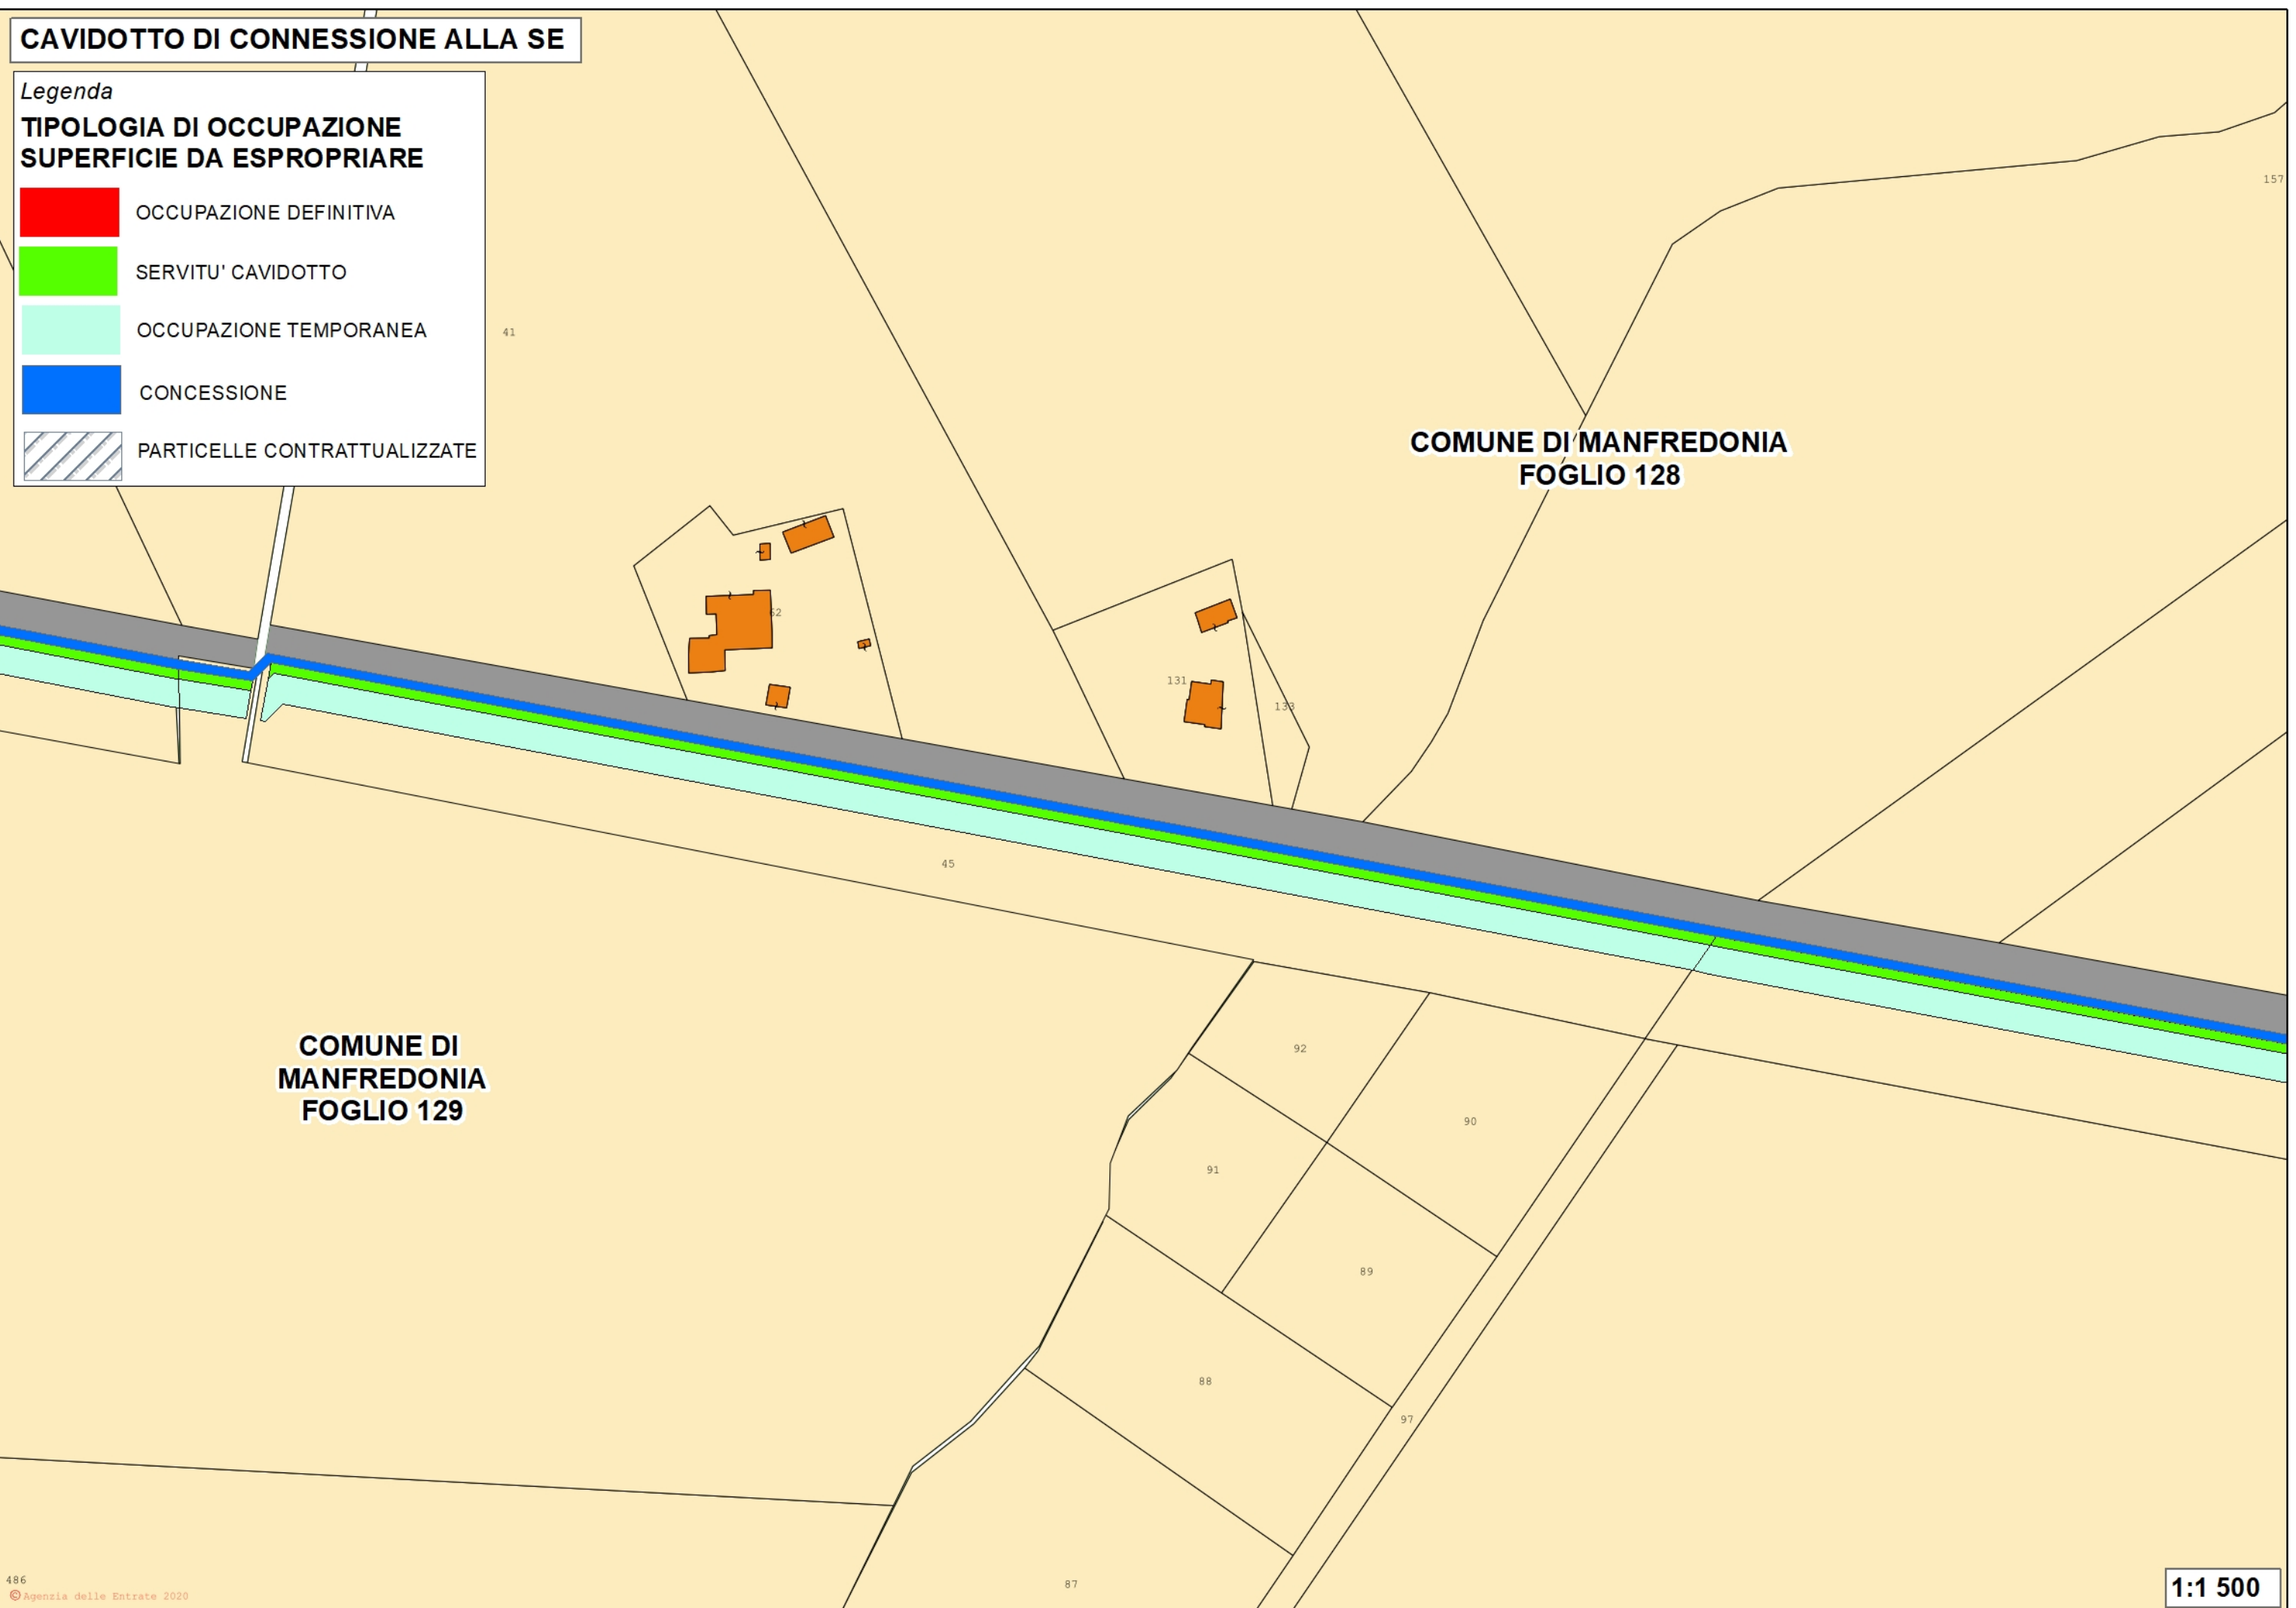 CAVIDOTTO DI CONNESSIONE ALLA SE
Legenda
TIPOLOGIA DI OCCUPAZIONE
SUPERFICIE DA ESPROPRIARE
OCCUPAZIONE DEFINITIVA
SERVITU' CAVIDOTTO
OCCUPAZIONE TEMPORANEA
CONCESSIONE
PARTICELLE CONTRATTUALIZZATE
157
41
COMUNE DI MANFREDONIA
FOGLIO 128
62
131
133
45
COMUNE DI
MANFREDONIA
FOGLIO 129
92
90
91
89
88
97
87
486
© Agenzia delle Entrate 2020
1:1 500